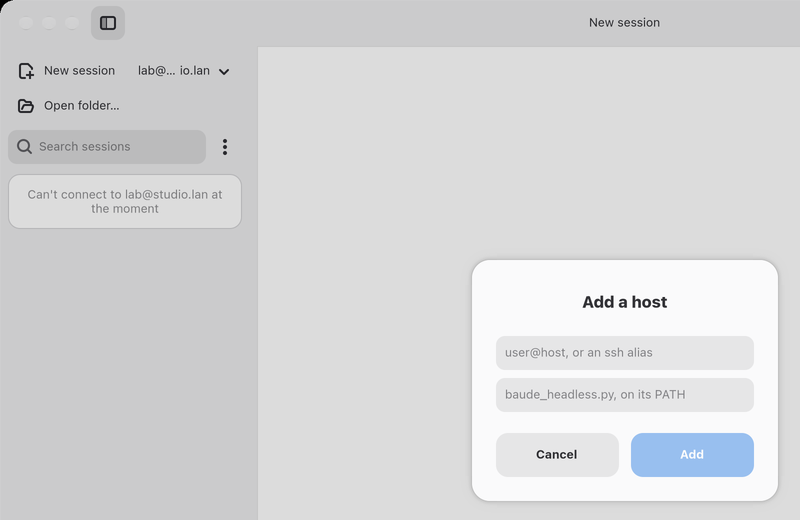 New session
New session lab@... io.lan
Open folder...
Search sessions
Can't connect to lab@studio.lan at
the moment
Add a host
user@host, or an ssh alias
baude_headless.py, on its PATH
Cancel Add